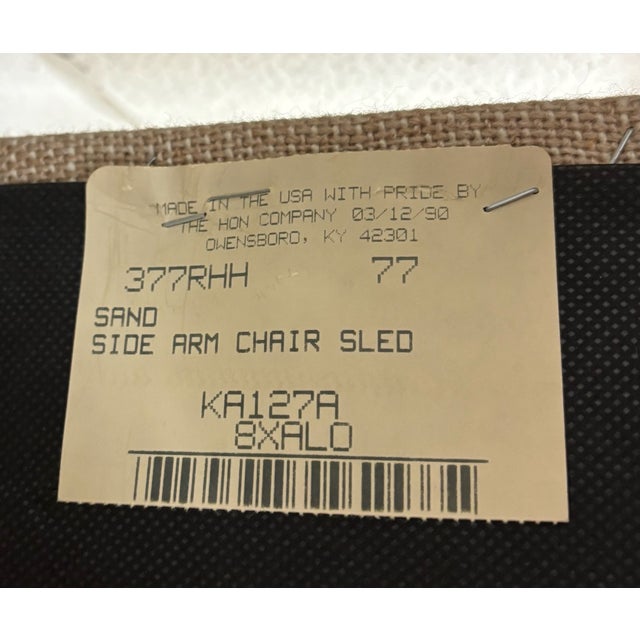 MADE IN THE USA WITH PRIDE BY
THE HON COMPANY 03/12/90
OWENSBORO, KY 42301
377RHH 77
SAND
SIDE ARM CHAIR SLED
KA127A
8XALO